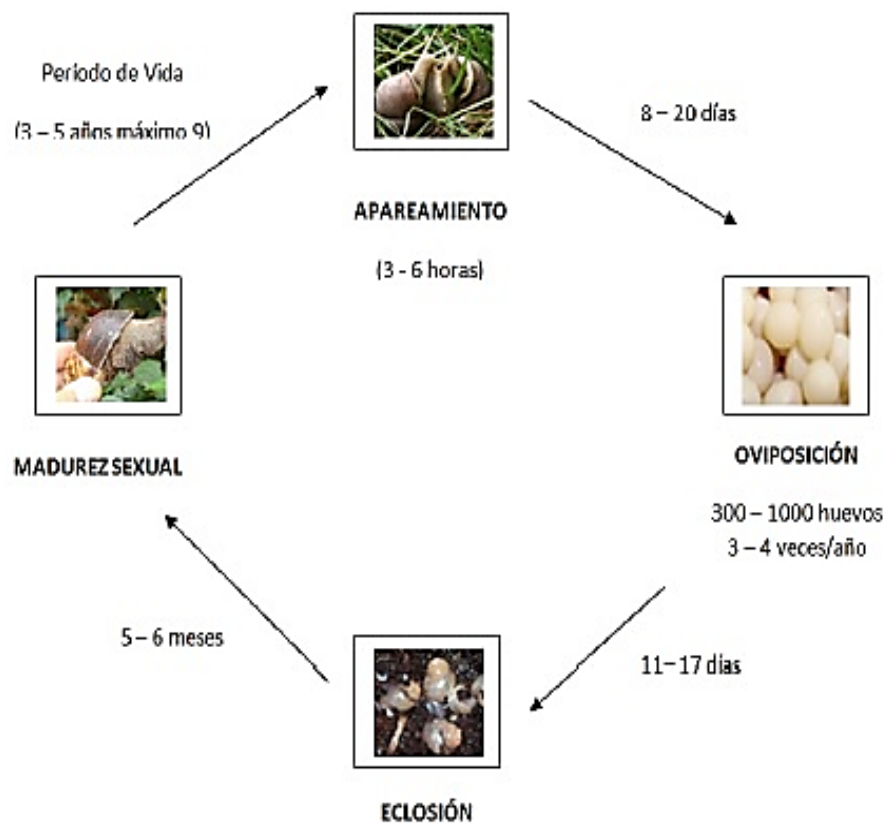 Período de Vida
(3 – 5 años máximo 9)
APAREAMIENTO
(3 - 6 horas)
8 – 20 días
MADUREZ SEXUAL
OVIPOSICIÓN
300 – 1000 huevos
3 – 4 veces/año
5 – 6 meses
11 – 17 días
ECLOSIÓN